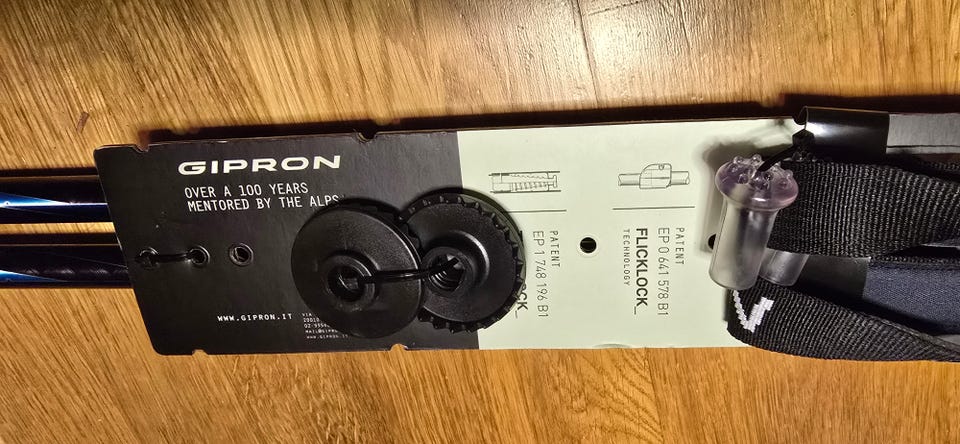 GIPRON
OVER A 100 YEARS
MENTORED BY THE ALPS
WWW.GIPRON.IT
PATENT
EP 1 748 196 B1
PATENT
EP 0 641 578 B1
FLICKLOCK_
TECHNOLOGY